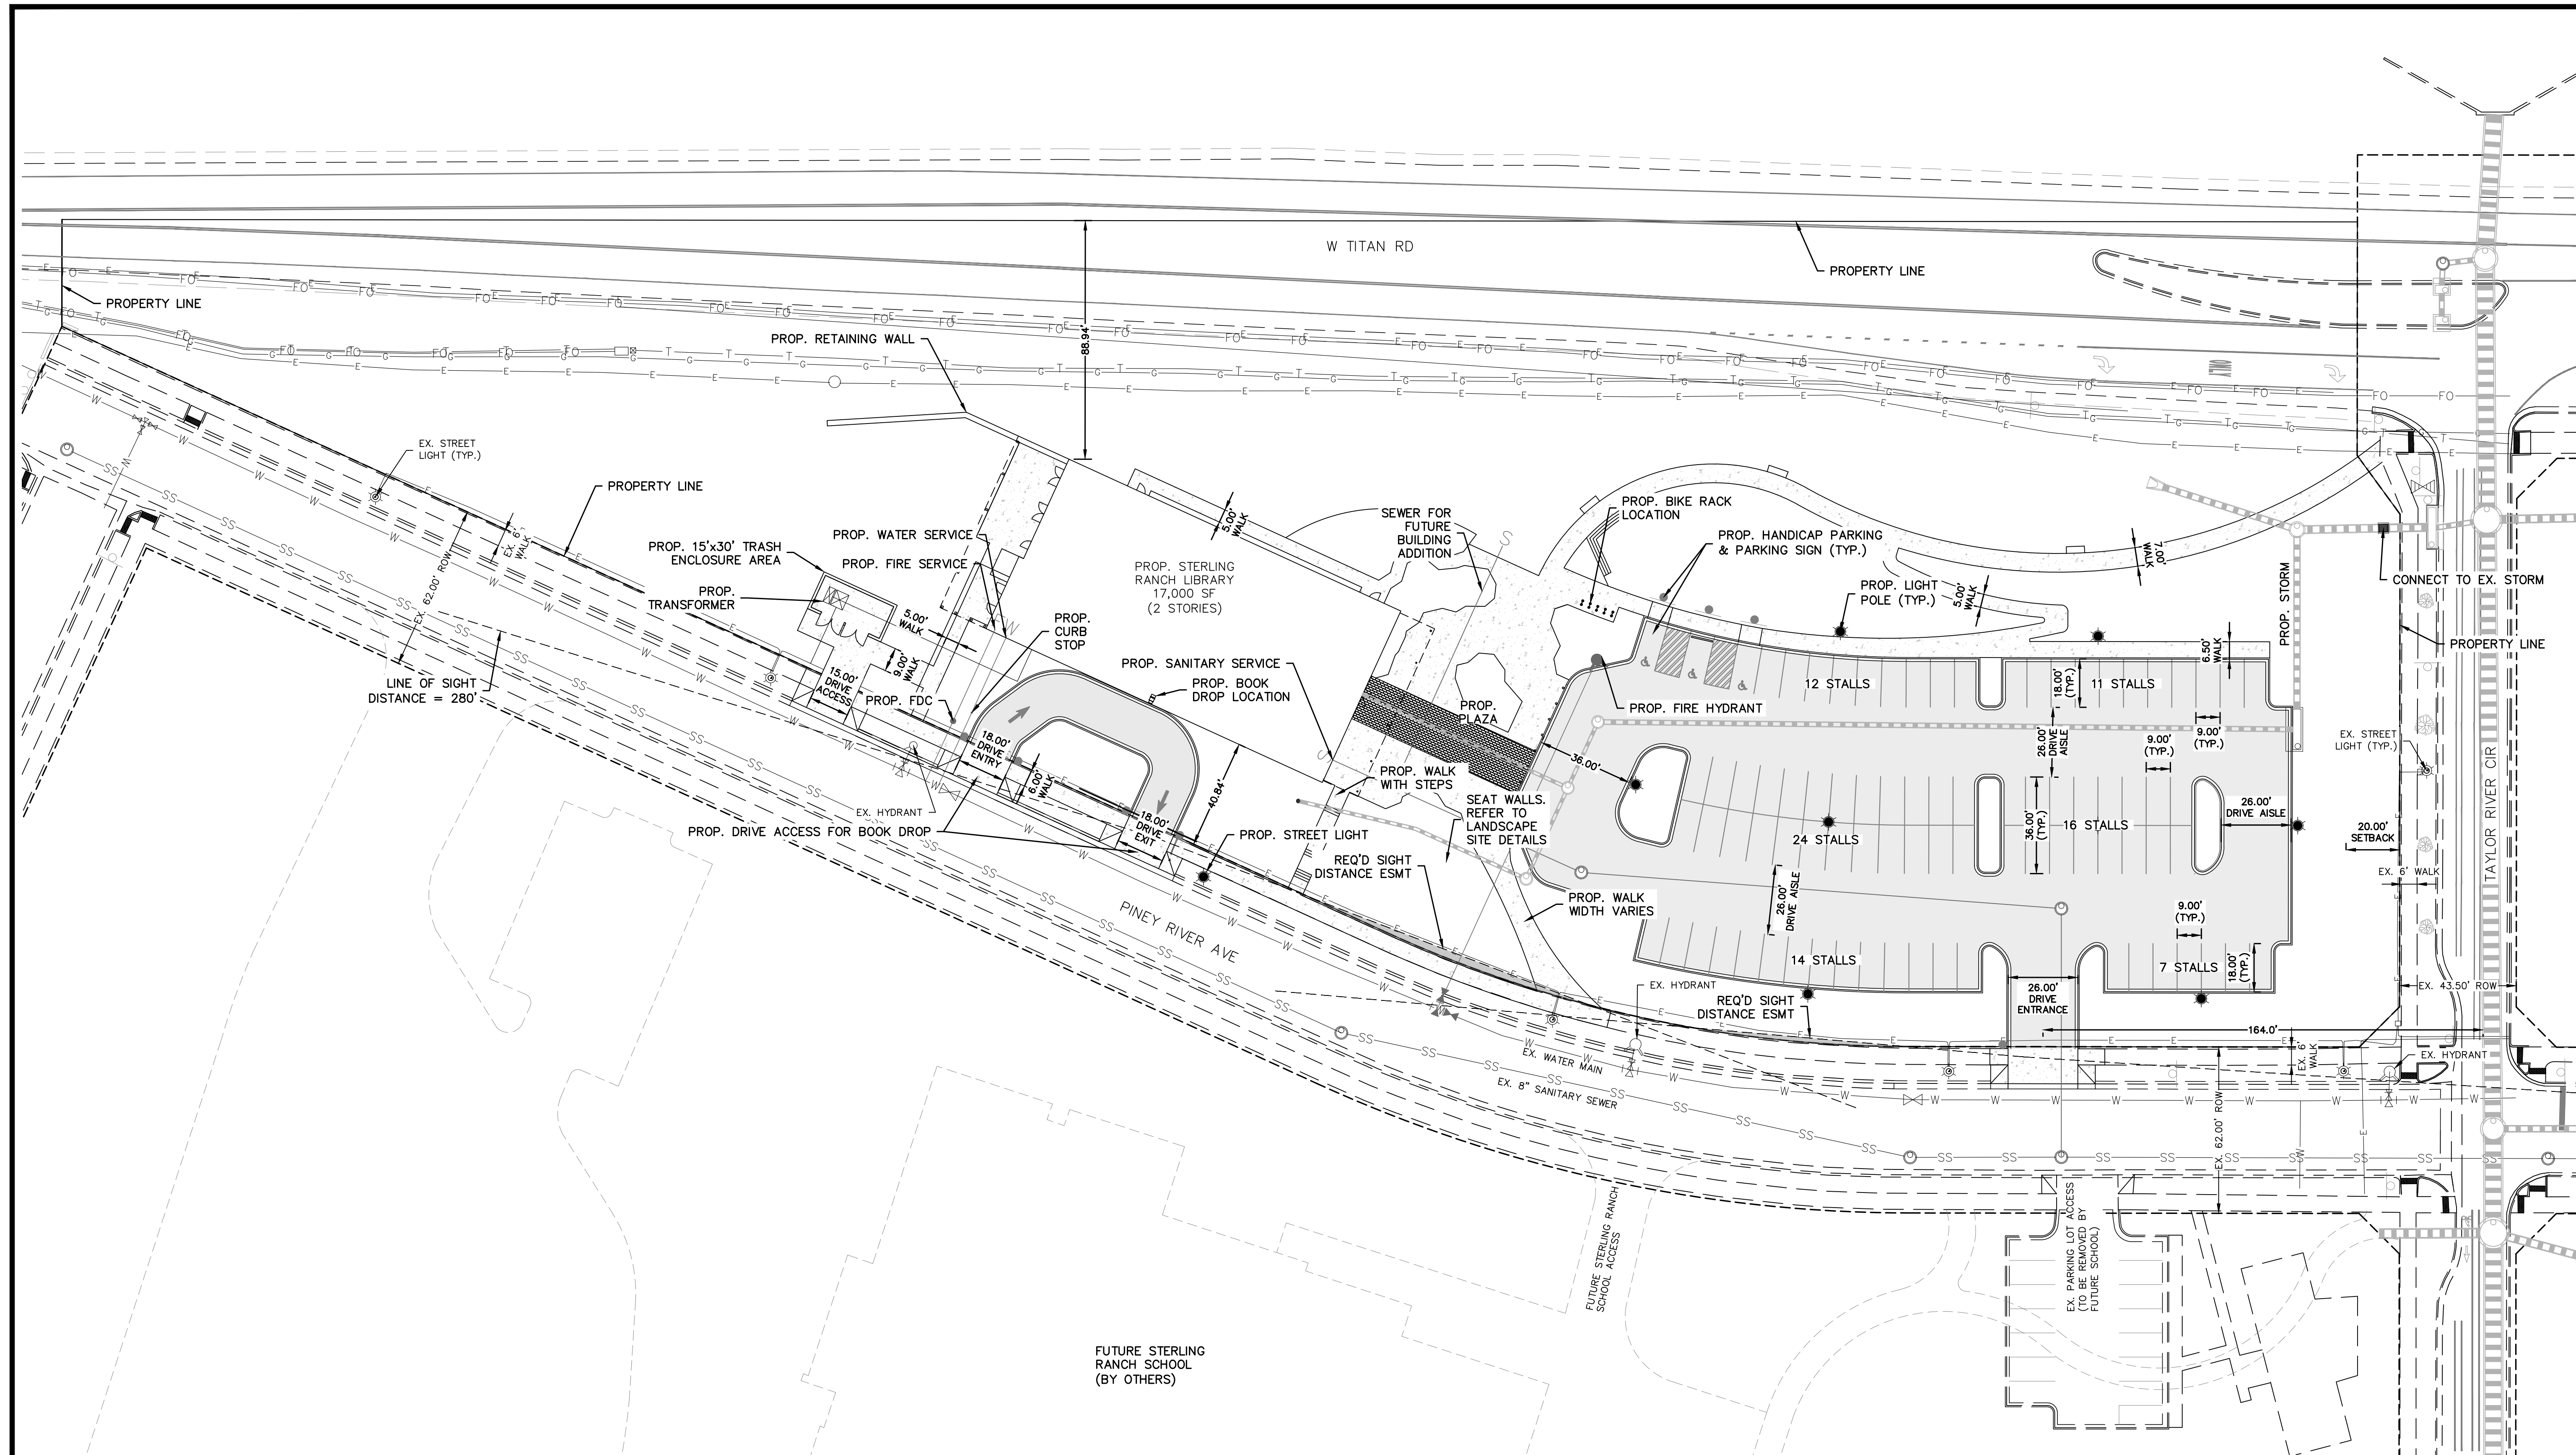 W TITAN RD
PROPERTY LINE
PROPERTY LINE
PROP. RETAINING WALL
88.94'
EX. STREET
LIGHT (TYP.)
PROPERTY LINE
EX. 6'
WALK
EX. 62.00' ROW
LINE OF SIGHT
DISTANCE = 280'
PROP. WATER SERVICE
PROP. 15'x30' TRASH
ENCLOSURE AREA
PROP. FIRE SERVICE
PROP.
TRANSFORMER
5.00'
WALK
9.00'
WALK
15.00'
DRIVE
ACCESS
PROP. FDC
PROP.
CURB
STOP
PROP. STERLING
RANCH LIBRARY
17,000 SF
(2 STORIES)
5.00'
WALK
PROP. SANITARY SERVICE
PROP. BOOK
DROP LOCATION
18.00'
DRIVE
ENTRY
6.00'
WALK
18.00'
DRIVE
EXIT
40.84'
EX. HYDRANT
PROP. DRIVE ACCESS FOR BOOK DROP
PROP. STREET LIGHT
REQ'D SIGHT
DISTANCE ESMT
PINEY RIVER AVE
SEWER FOR
FUTURE
BUILDING
ADDITION
PROP. BIKE RACK
LOCATION
PROP. HANDICAP PARKING
& PARKING SIGN (TYP.)
PROP. LIGHT
POLE (TYP.)
5.00'
WALK
7.00'
WALK
PROP. STORM
CONNECT TO EX. STORM
PROPERTY LINE
6.50'
WALK
12 STALLS
18.00'
(TYP.)
11 STALLS
PROP. FIRE HYDRANT
PROP.
PLAZA
36.00'
PROP. WALK
WITH STEPS
SEAT WALLS.
REFER TO
LANDSCAPE
SITE DETAILS
26.00'
DRIVE
AISLE
9.00'
(TYP.)
9.00'
(TYP.)
EX. STREET
LIGHT (TYP.)
24 STALLS
36.00'
(TYP.)
16 STALLS
26.00'
DRIVE AISLE
20.00'
SETBACK
TAYLOR RIVER CIR
EX. 6' WALK
26.00'
DRIVE AISLE
PROP. WALK
WIDTH VARIES
9.00'
(TYP.)
14 STALLS
7 STALLS
18.00'
(TYP.)
EX. HYDRANT
REQ'D SIGHT
DISTANCE ESMT
26.00'
DRIVE
ENTRANCE
EX. 43.50' ROW
164.0'
EX. 6'
WALK
EX. HYDRANT
EX. WATER MAIN
EX. 8" SANITARY SEWER
EX. 62.00' ROW
FUTURE STERLING RANCH
SCHOOL ACCESS
EX. PARKING LOT ACCESS
(TO BE REMOVED BY
FUTURE SCHOOL)
FUTURE STERLING
RANCH SCHOOL
(BY OTHERS)